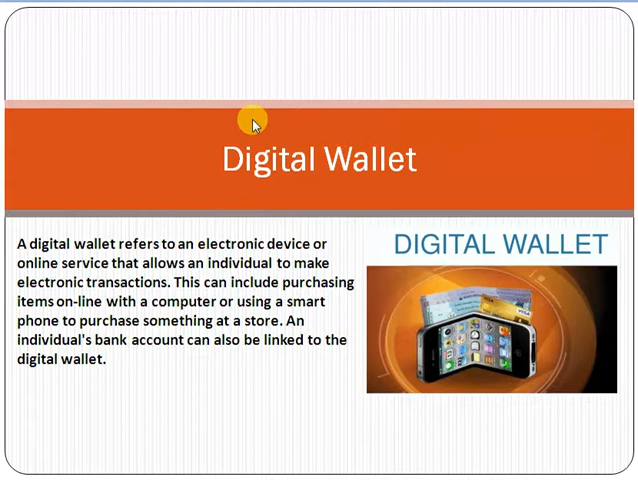 Digital Wallet
A digital wallet refers to an electronic device or
online service that allows an individual to make
electronic transactions. This can include purchasing
items on-line with a computer or using a smart
phone to purchase something at a store. An
individual's bank account can also be linked to the
digital wallet.
DIGITAL WALLET
VISA